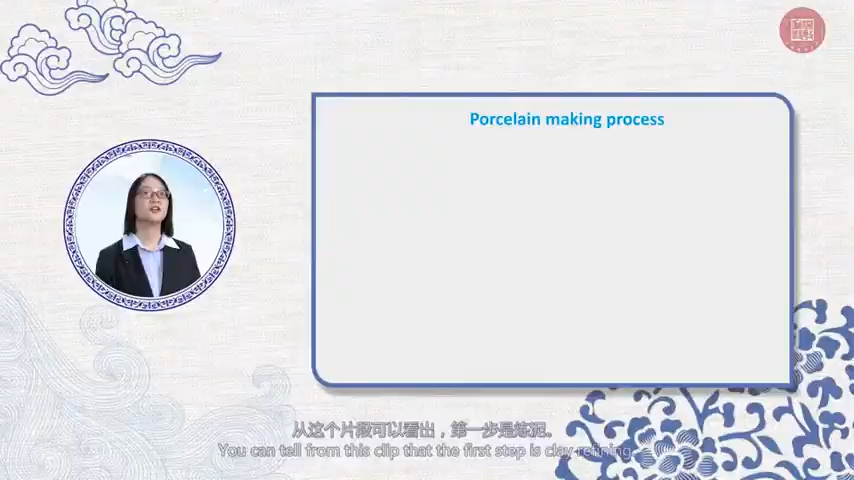 Porcelain making process
从这个片段可以看出，第一步是炼泥。
You can tell from this clip that the first step is clay refining.